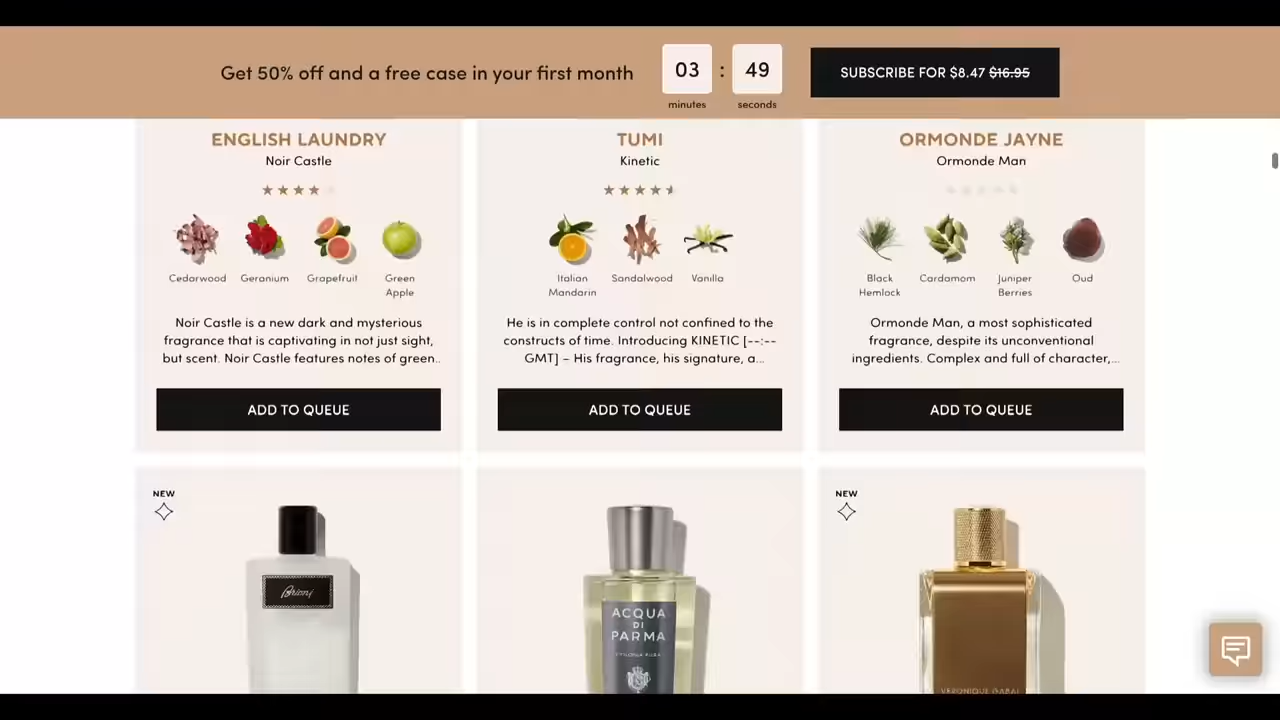 Get 50% off and a free case in your first month
03 : 49
minutes seconds
SUBSCRIBE FOR $8.47 $16.95
ENGLISH LAUNDRY
Noir Castle
Cedarwood Geranium Grapefruit Green
Apple
Noir Castle is a new dark and mysterious
fragrance that is captivating in not just sight,
but scent. Noir Castle features notes of green..
ADD TO QUEUE
TUMI
Kinetic
Italian Sandalwood Vanilla
Mandarin
He is in complete control not confined to the
constructs of time. Introducing KINETIC [--:--
GMT] – His fragrance, his signature, a...
ADD TO QUEUE
ORMONDE JAYNE
Ormonde Man
Black Cardamom Juniper Oud
Hemlock Berries
Ormonde Man, a most sophisticated
fragrance, despite its unconventional
ingredients. Complex and full of character,...
ADD TO QUEUE
NEW
Brioni
ACQUA
DI
PARMA
NEW
VERONIQUE GABAI